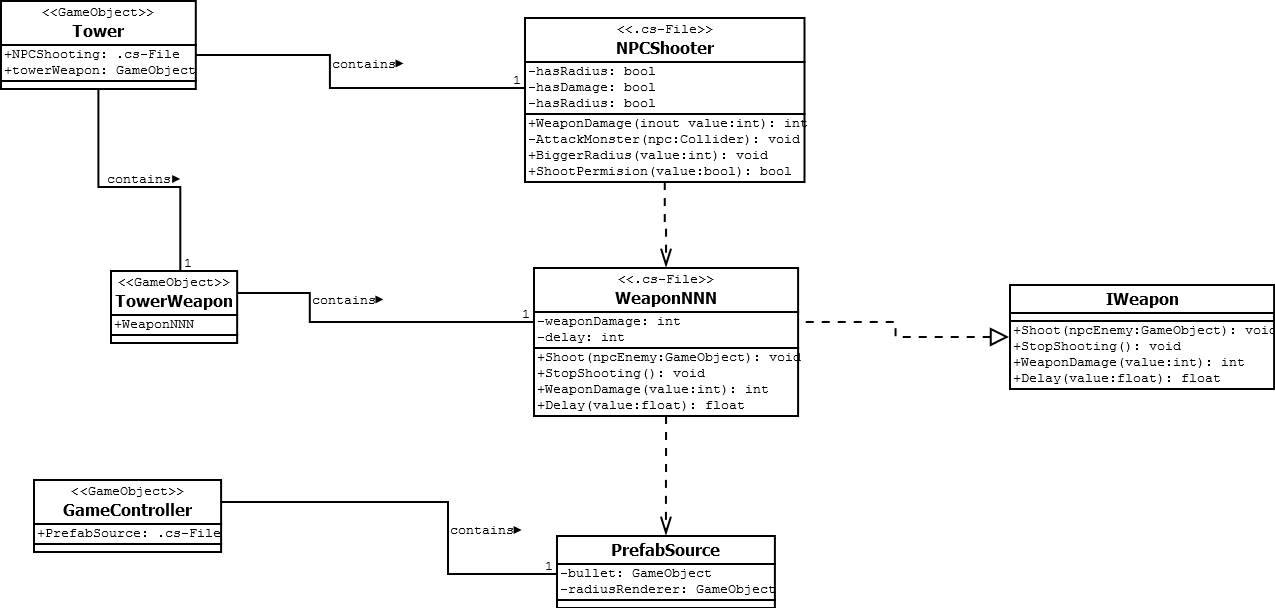 <<GameObject>>
Tower
+NPCShooting: .cs-File
+towerWeapon: GameObject
contains
1
<<.cs-File>>
NPCShooter
-hasRadius: bool
-hasDamage: bool
-hasRadius: bool
+WeaponDamage(inout value:int): int
-AttackMonster(npc:Collider): void
+BiggerRadius(value:int): void
+ShootPermision(value:bool): bool
contains
1
<<GameObject>>
TowerWeapon
+WeaponNNN
contains
1
<<.cs-File>>
WeaponNNN
-weaponDamage: int
-delay: int
+Shoot(npcEnemy:GameObject): void
+StopShooting(): void
+WeaponDamage(value:int): int
+Delay(value:float): float
IWeapon
+Shoot(npcEnemy:GameObject): void
+StopShooting(): void
+WeaponDamage(value:int): int
+Delay(value:float): float
<<GameObject>>
GameController
+PrefabSource: .cs-File
contains
1
PrefabSource
-bullet: GameObject
-radiusRenderer: GameObject